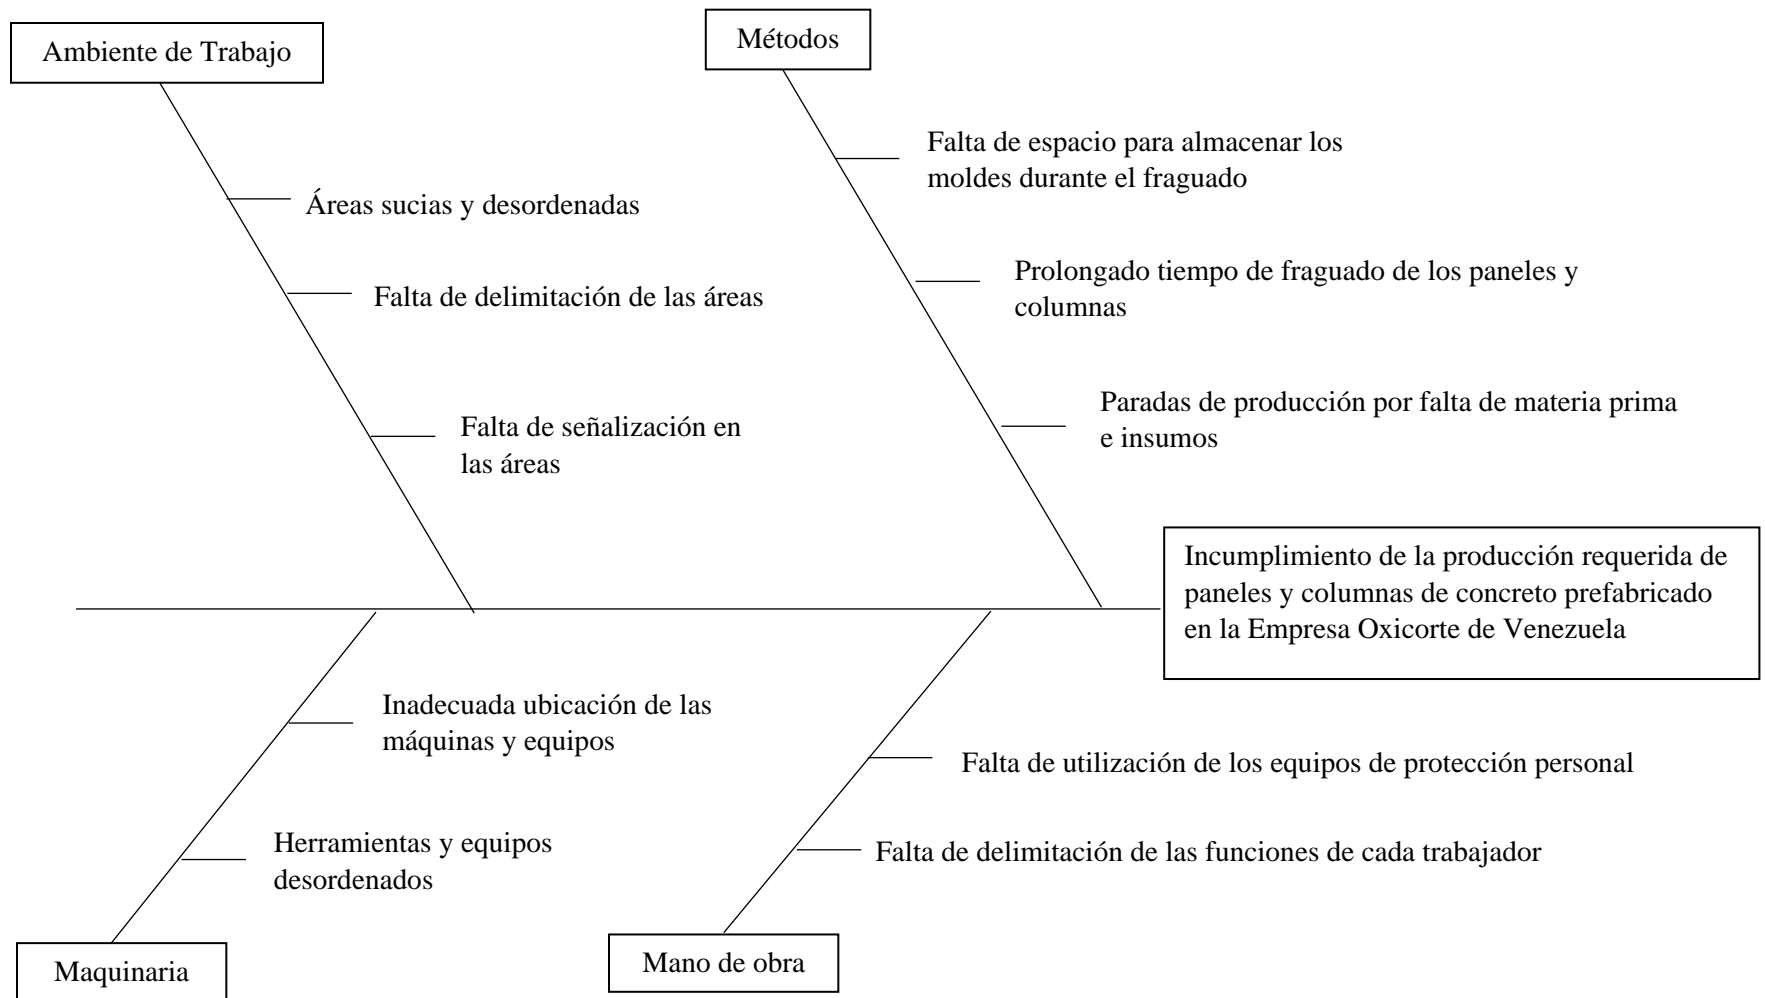 Ambiente de Trabajo
Métodos
Áreas sucias y desordenadas
Falta de delimitación de las áreas
Falta de señalización en
las áreas
Falta de espacio para almacenar los
moldes durante el fraguado
Prolongado tiempo de fraguado de los paneles y
columnas
Paradas de producción por falta de materia prima
e insumos
Incumplimiento de la producción requerida de
paneles y columnas de concreto prefabricado
en la Empresa Oxicorte de Venezuela
Inadecuada ubicación de las
máquinas y equipos
Herramientas y equipos
desordenados
Falta de utilización de los equipos de protección personal
Falta de delimitación de las funciones de cada trabajador
Maquinaria
Mano de obra